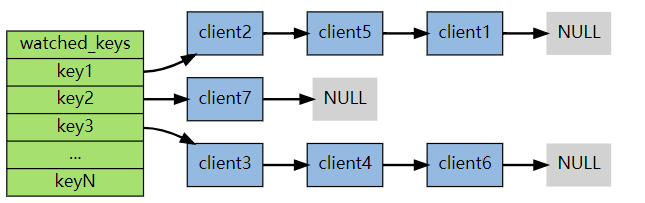 watched_keys
key1
key2
key3
...
keyN
client2 client5 client1 NULL
client7 NULL
client3 client4 client6 NULL